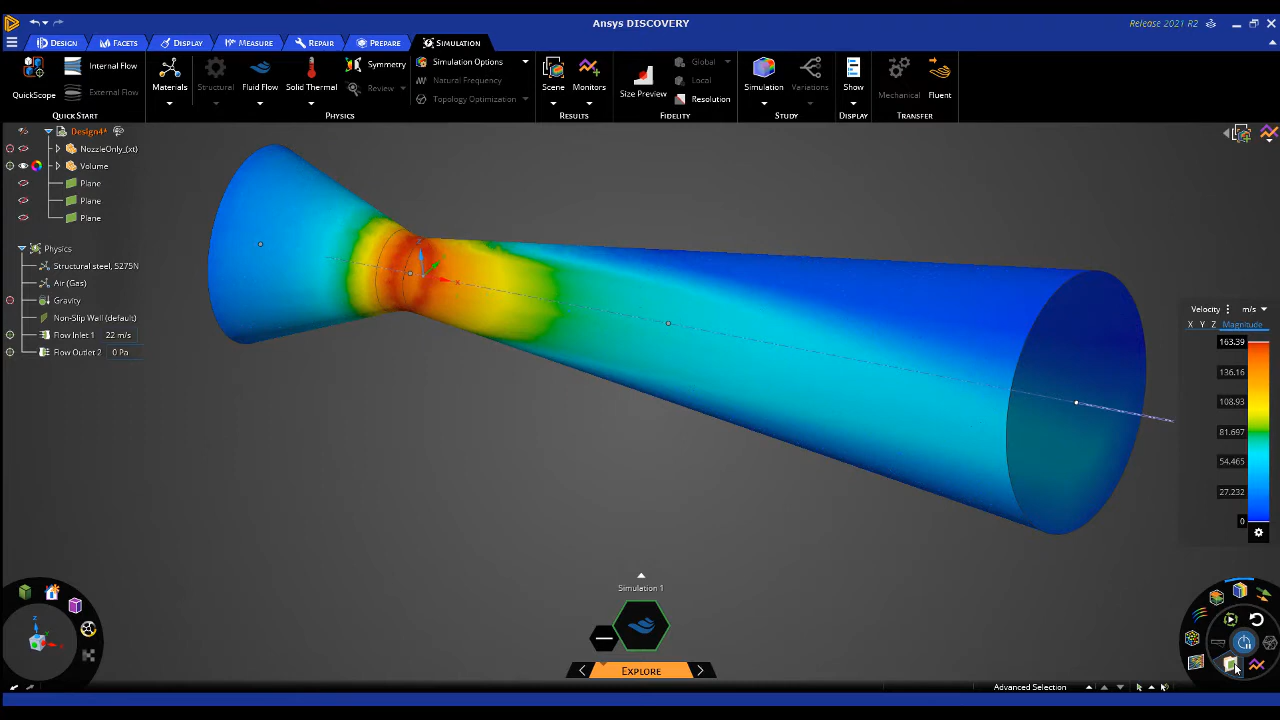 Ansys DISCOVERY
Release 2021 R2
DESIGN
FACETS
DISPLAY
MEASURE
REPAIR
PREPARE
SIMULATION
QuickScope
Internal Flow
External Flow
QUICK START
Materials
Structural
Fluid Flow
Solid Thermal
Symmetry
Review
PHYSICS
Simulation Options
Natural Frequency
Topology Optimization
Scene
Monitors
RESULTS
Size Preview
Global
Local
Resolution
FIDELITY
Simulation
Variations
STUDY
Show
DISPLAY
Mechanical
Fluent
TRANSFER
Design4*
NozzleOnly_(xt)
Volume
Plane
Plane
Plane
Physics
Structural steel, S275N
Air (Gas)
Gravity
Non-Slip Wall (default)
Flow Inlet 1 22 m/s
Flow Outlet 2 0 Pa
Velocity m/s
X Y Z Magnitude
163.39
136.16
108.93
81.697
54.465
27.232
0
Simulation 1
EXPLORE
Advanced Selection